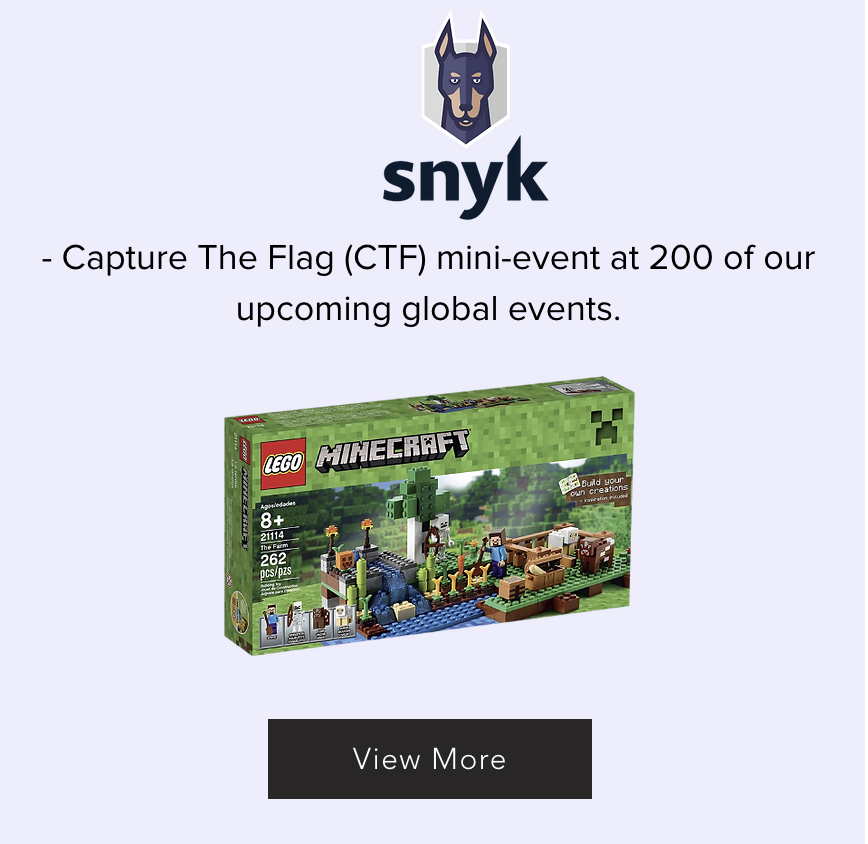 snyk
- Capture The Flag (CTF) mini-event at 200 of our
upcoming global events.
LEGO
LEGO
MINECRAFT
Build your
own creations
Ages/edades
8+
21114
The Farm
262
pcs/pzs
View More